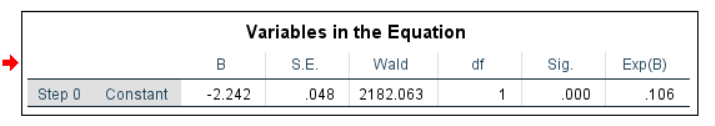 Variables in the Equation
B S.E. Wald df Sig. Exp(B)
Step 0 Constant -2.242 .048 2182.063 1 .000 .106